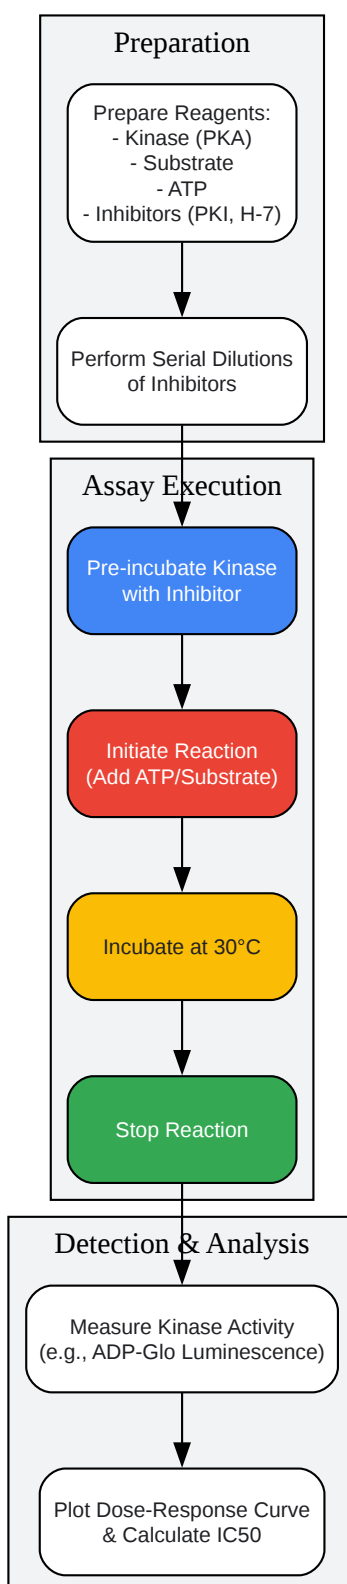 Preparation
Prepare Reagents:
- Kinase (PKA)
- Substrate
- ATP
- Inhibitors (PKI, H-7)
Perform Serial Dilutions
of Inhibitors
Assay Execution
Pre-incubate Kinase
with Inhibitor
Initiate Reaction
(Add ATP/Substrate)
Incubate at 30°C
Stop Reaction
Detection & Analysis
Measure Kinase Activity
(e.g., ADP-Glo Luminescence)
Plot Dose-Response Curve
& Calculate IC50